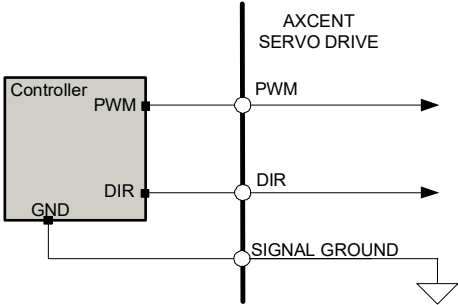 AXCENT
SERVO DRIVE
Controller
PWM
PWM
DIR
DIR
GND
SIGNAL GROUND